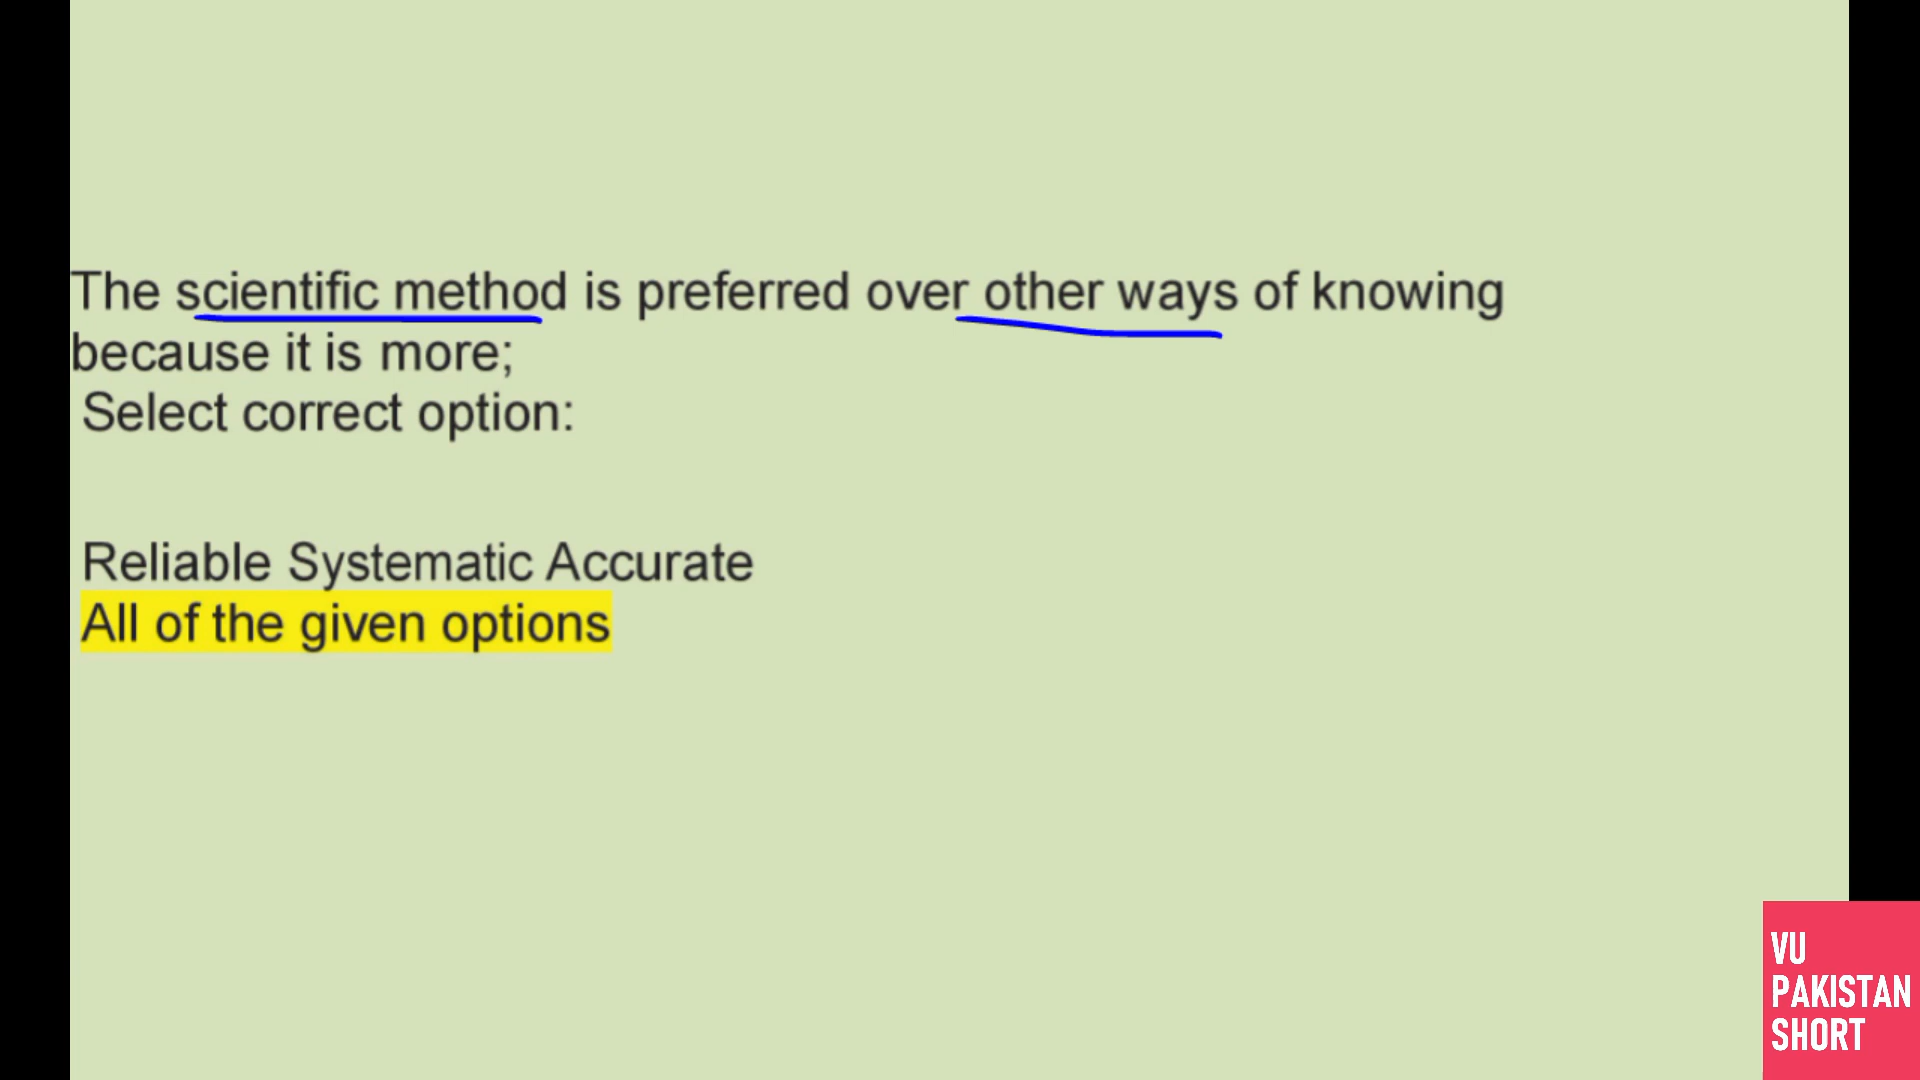 The scientific method is preferred over other ways of knowing
because it is more;
Select correct option:
Reliable Systematic Accurate
All of the given options
VU
PAKISTAN
SHORT